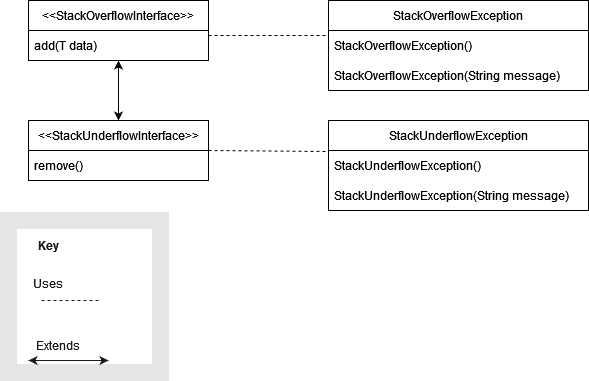 <<StackOverflowInterface>>
add(T data)
StackOverflowException
StackOverflowException()
StackOverflowException(String message)
<<StackUnderflowInterface>>
remove()
StackUnderflowException
StackUnderflowException()
StackUnderflowException(String message)
Key
Uses
Extends